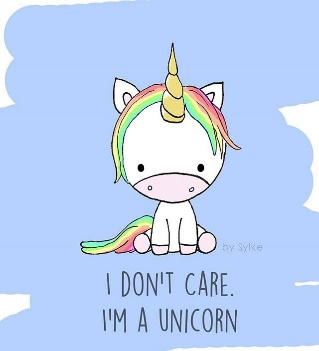 by Sylke
I DON'T CARE.
I'M A UNICORN